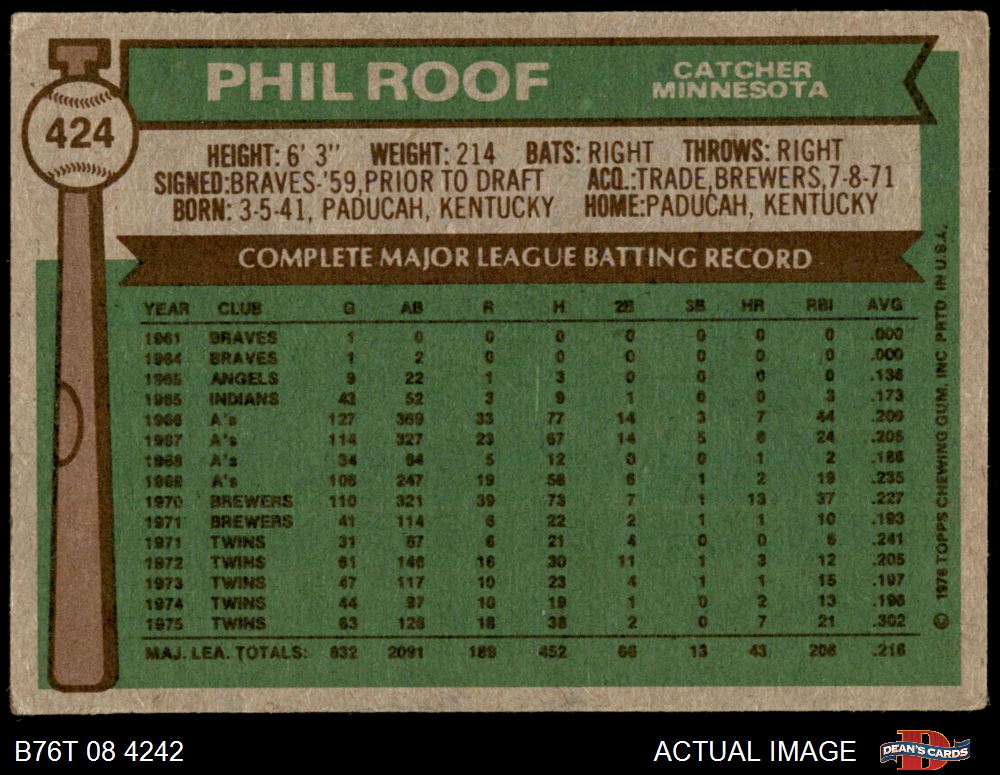 424
PHIL ROOF
CATCHER
MINNESOTA
HEIGHT: 6' 3" WEIGHT: 214 BATS: RIGHT THROWS: RIGHT
SIGNED:BRAVES-'59,PRIOR TO DRAFT ACQ.:TRADE,BREWERS,7-8-71
BORN: 3-5-41, PADUCAH, KENTUCKY HOME:PADUCAH, KENTUCKY
COMPLETE MAJOR LEAGUE BATTING RECORD
YEAR CLUB G AB R H 2B 3B HR RBI AVG
1961 BRAVES 1 0 0 0 0 0 0 0 .000
1964 BRAVES 1 2 0 0 0 0 0 0 .000
1965 ANGELS 9 22 1 3 0 0 0 0 .136
1965 INDIANS 43 52 3 9 1 0 0 3 .173
1966 A's 127 369 33 77 14 3 7 44 .209
1967 A's 114 327 23 67 14 5 6 24 .205
1968 A's 34 64 5 12 0 0 1 2 .188
1969 A's 106 247 19 58 6 1 2 19 .235
1970 BREWERS 110 321 39 73 7 1 13 37 .227
1971 BREWERS 41 114 6 22 2 1 1 10 .193
1971 TWINS 31 87 6 21 4 0 0 6 .241
1972 TWINS 61 146 16 30 11 1 3 12 .205
1973 TWINS 47 117 10 23 4 1 1 15 .197
1974 TWINS 44 97 10 19 1 0 2 13 .196
1975 TWINS 63 126 18 38 2 0 7 21 .302
MAJ. LEA. TOTALS: 832 2091 189 452 66 13 43 206 .216
© 1976 TOPPS CHEWING GUM, INC PRTD. IN U.S.A.
B76T 08 4242
ACTUAL IMAGE
D
DEAN'S CARDS